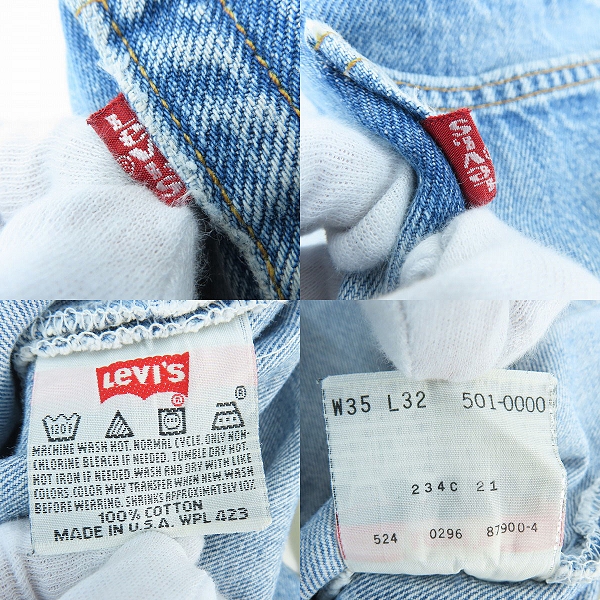 LEVI'S
®
LEVI'S
LEVI'S
®
120F
MACHINE WASH HOT. NORMAL CYCLE. ONLY NON-
CHLORINE BLEACH IF NEEDED. TUMBLE DRY HOT.
HOT IRON IF NEEDED. WASH AND DRY WITH LIKE
COLORS. COLOR MAY TRANSFER WHEN NEW. WASH
BEFORE WEARING. SHRINKS APPROXIMATELY 10%
100% COTTON
MADE IN U.S.A. WPL 423
W35 L32 501-0000
234C 21
524 0296 87900-4